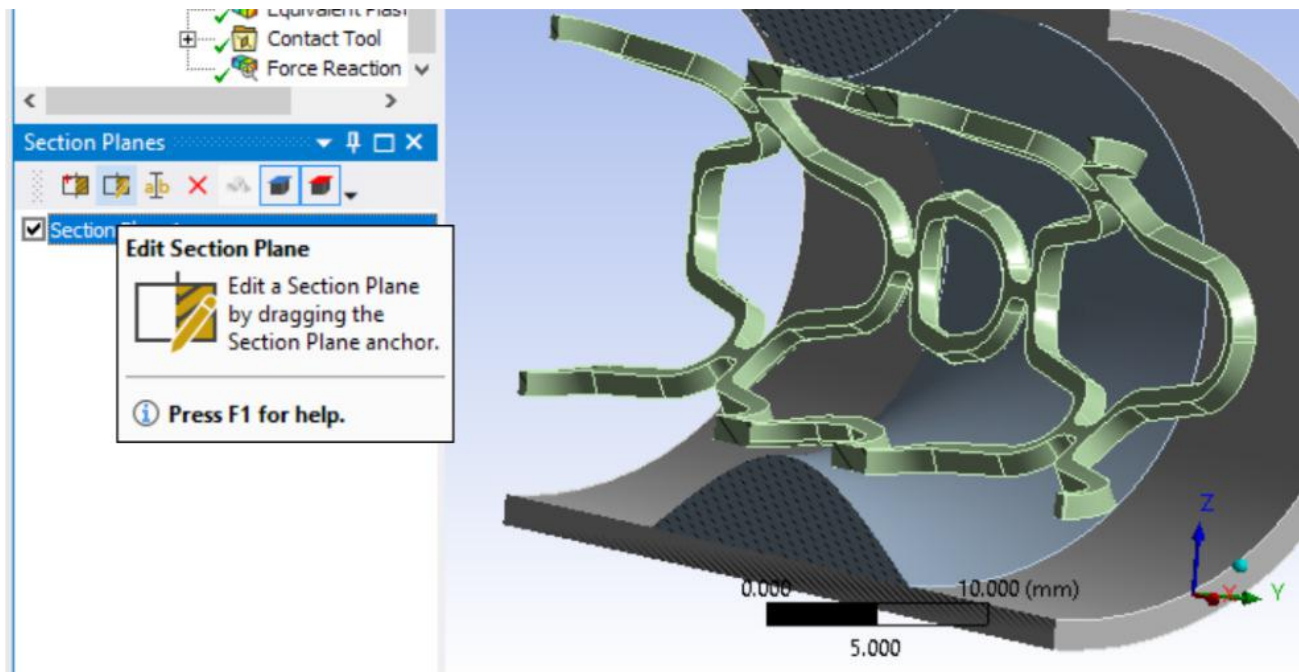 Contact Tool
Force Reaction
Section Planes
Section
Edit Section Plane
Edit a Section Plane
by dragging the
Section Plane anchor.
Press F1 for help.
0.000
10.000 (mm)
5.000
Z
X
Y